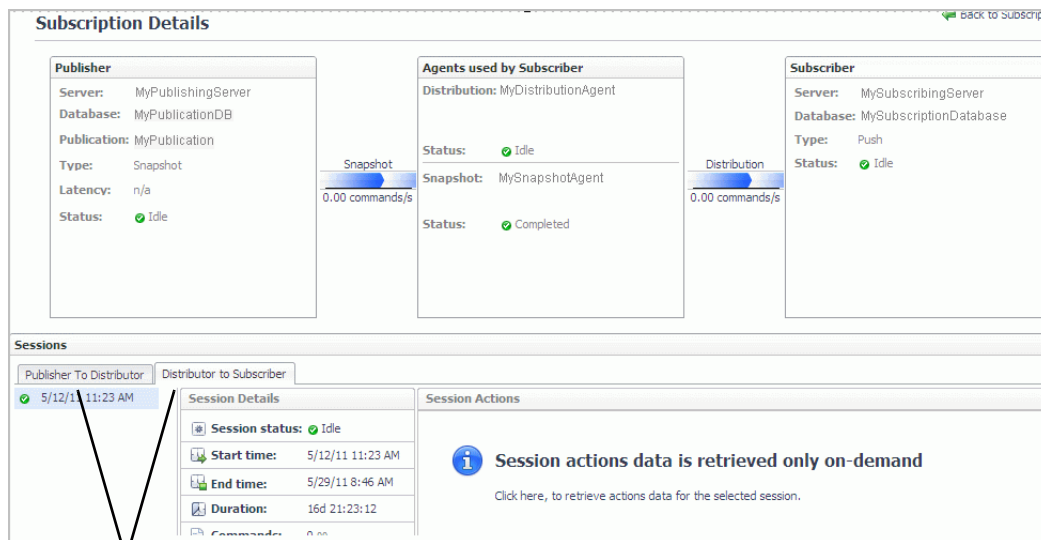 Subscription Details
Back to Subscrip
Publisher
Server: MyPublishingServer
Database: MyPublicationDB
Publication: MyPublication
Type: Snapshot
Latency: n/a
Status: Idle
Snapshot
0.00 commands/s
Agents used by Subscriber
Distribution: MyDistributionAgent
Status: Idle
Snapshot: MySnapshotAgent
Status: Completed
Distribution
0.00 commands/s
Subscriber
Server: MySubscribingServer
Database: MySubscriptionDatabase
Type: Push
Status: Idle
Sessions
Publisher To Distributor
Distributor to Subscriber
5/12/11 11:23 AM
Session Details
Session status: Idle
Start time: 5/12/11 11:23 AM
End time: 5/29/11 8:46 AM
Duration: 16d 21:23:12
Commands: 0.00
Session Actions
Session actions data is retrieved only on-demand
Click here, to retrieve actions data for the selected session.